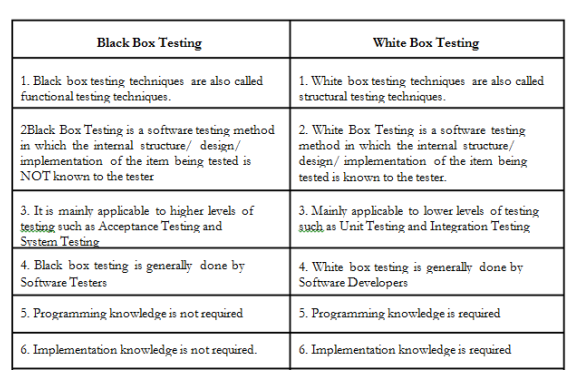 Black Box Testing
White Box Testing
1. Black box testing techniques are also called
functional testing techniques.
1. White box testing techniques are also called
structural testing techniques.
2Black Box Testing is a software testing method
in which the internal structure/ design/
implementation of the item being tested is
NOT known to the tester
2. White Box Testing is a software testing
method in which the internal structure/
design/ implementation of the item being
tested is known to the tester.
3. It is mainly applicable to higher levels of
testing such as Acceptance Testing and
System Testing
3. Mainly applicable to lower levels of testing
such as Unit Testing and Integration Testing
4. Black box testing is generally done by
Software Testers
4. White box testing is generally done by
Software Developers
5. Programming knowledge is not required
5. Programming knowledge is required
6. Implementation knowledge is not required.
6. Implementation knowledge is required